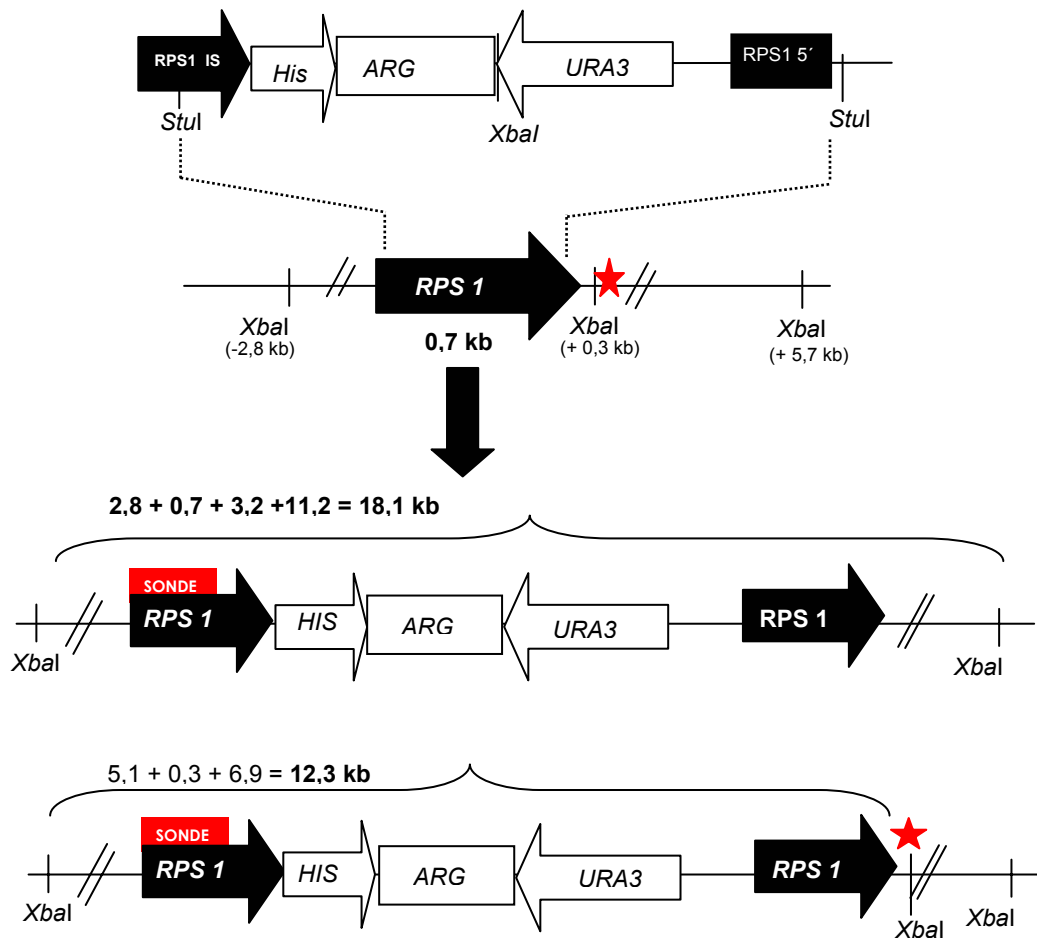 RPS1 IS
His
ARG
URA3
RPS1 5´
StuI
XbaI
StuI
RPS 1
XbaI
(-2,8 kb)
0,7 kb
XbaI
(+ 0,3 kb)
XbaI
(+ 5,7 kb)
2,8 + 0,7 + 3,2 +11,2 = 18,1 kb
SONDE
RPS 1
HIS
ARG
URA3
RPS 1
XbaI
XbaI
5,1 + 0,3 + 6,9 = 12,3 kb
SONDE
RPS 1
HIS
ARG
URA3
RPS 1
XbaI
XbaI
XbaI